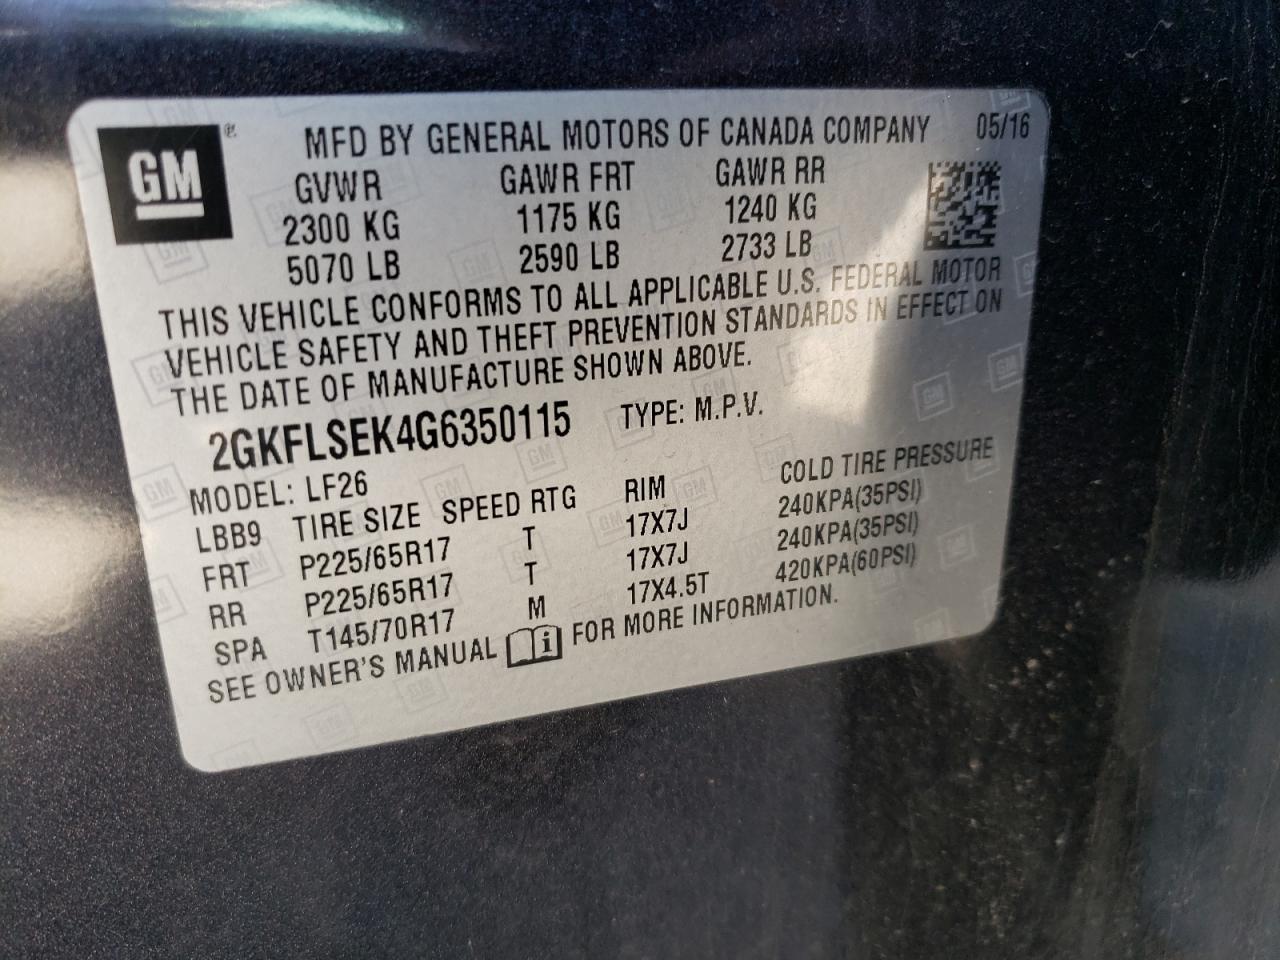 GM
MFD BY GENERAL MOTORS OF CANADA COMPANY 05/16
GVWR GAWR FRT GAWR RR
2300 KG 1175 KG 1240 KG
5070 LB 2590 LB 2733 LB
THIS VEHICLE CONFORMS TO ALL APPLICABLE U.S. FEDERAL MOTOR
VEHICLE SAFETY AND THEFT PREVENTION STANDARDS IN EFFECT ON
THE DATE OF MANUFACTURE SHOWN ABOVE.
2GKFLSEK4G6350115 TYPE: M.P.V.
MODEL: LF26
LBB9 TIRE SIZE SPEED RTG RIM COLD TIRE PRESSURE
FRT P225/65R17 T 17X7J 240KPA(35PSI)
RR P225/65R17 T 17X7J 240KPA(35PSI)
SPA T145/70R17 M 17X4.5T 420KPA(60PSI)
SEE OWNER'S MANUAL i FOR MORE INFORMATION.